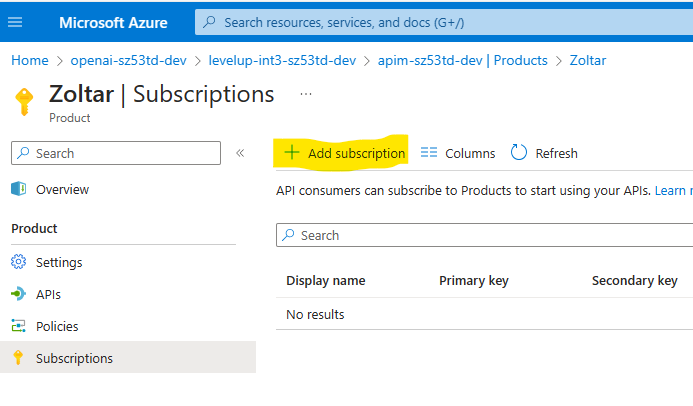 Microsoft Azure
Search resources, services, and docs (G+/)
Home > openai-sz53td-dev > levelup-int3-sz53td-dev > apim-sz53td-dev | Products > Zoltar
Zoltar | Subscriptions ...
Product
Search «
Overview
Product
Settings
APIs
Policies
Subscriptions
+ Add subscription Columns Refresh
API consumers can subscribe to Products to start using your APIs. Learn
Search
Display name Primary key Secondary key
No results